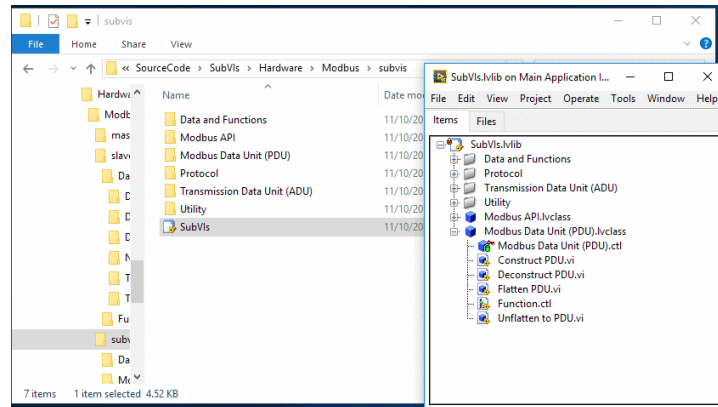 subvis
File Home Share View
« SourceCode › SubVIs › Hardware › Modbus › subvis
Hardwa
Modb
mas
slav
Da
D
D
D
N
T
T
Fu
subv
Da
Mo
Name Date mo
Data and Functions 11/10/20
Modbus API 11/10/20
Modbus Data Unit (PDU) 11/10/20
Protocol 11/10/20
Transmission Data Unit (ADU) 11/10/20
Utility 11/10/20
SubVIs 11/10/20
7 items 1 item selected 4.52 KB
SubVIs.lvlib on Main Application I...
File Edit View Project Operate Tools Window Help
Items Files
SubVIs.lvlib
Data and Functions
Protocol
Transmission Data Unit (ADU)
Utility
Modbus API.lvclass
Modbus Data Unit (PDU).lvclass
Modbus Data Unit (PDU).ctl
Construct PDU.vi
Deconstruct PDU.vi
Flatten PDU.vi
Function.ctl
Unflatten to PDU.vi